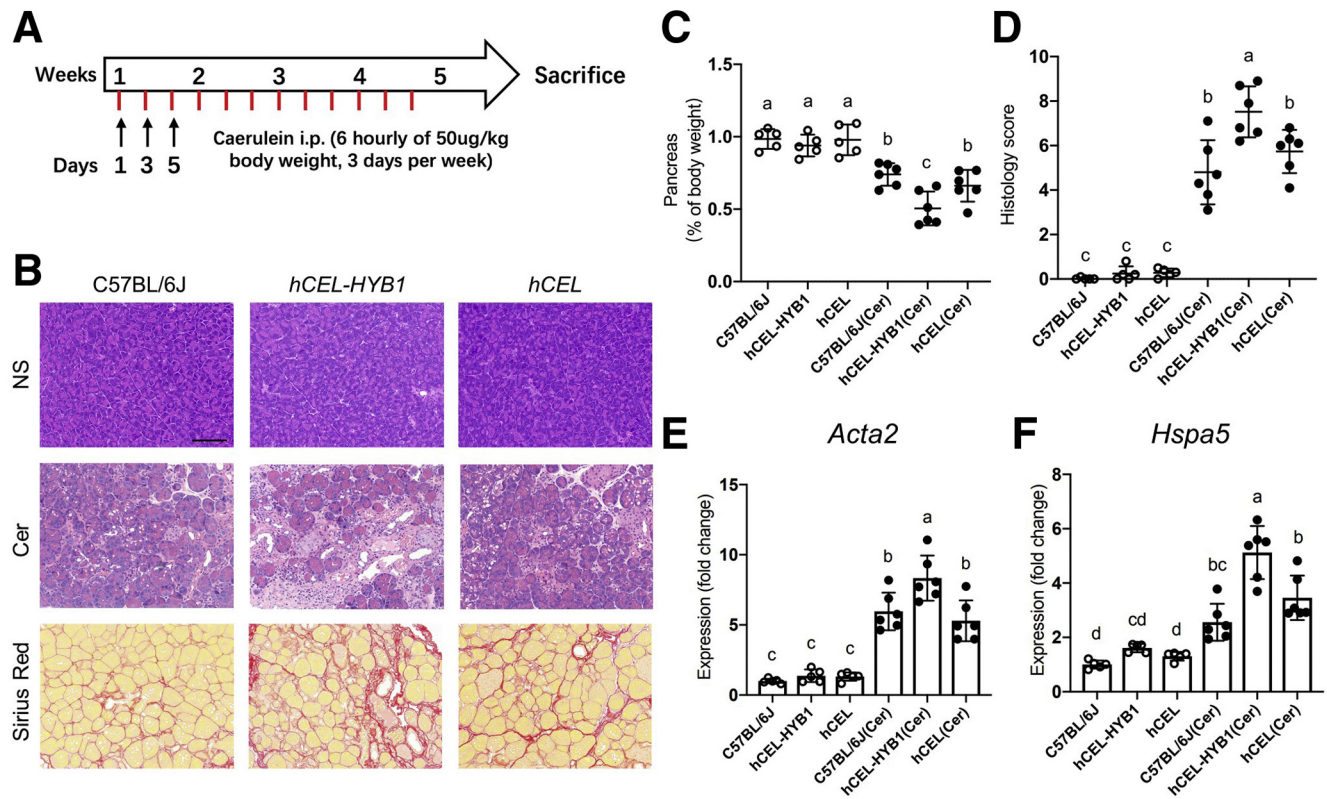 A
Weeks 1 2 3 4 5 Sacrifice
Caerulein i.p. (6 hourly of 50ug/kg
body weight, 3 days per week)
Days 1 3 5
B
C57BL/6J hCEL-HYB1 hCEL
NS
Cer
Sirius Red
C
Pancreas
(% of body weight)
1.5
1.0
0.5
0.0
a a a b c b
C57BL/6J
hCEL-HYB1
hCEL
C57BL/6J(Cer)
hCEL-HYB1(Cer)
hCEL(Cer)
D
Histology score
10
8
6
4
2
0
c c c b a b
C57BL/6J
hCEL-HYB1
hCEL
C57BL/6J(Cer)
hCEL-HYB1(Cer)
hCEL(Cer)
E
Acta2
Expression (fold change)
15
10
5
0
c c c b a b
C57BL/6J
hCEL-HYB1
hCEL
C57BL/6J(Cer)
hCEL-HYB1(Cer)
hCEL(Cer)
F
Hspa5
Expression (fold change)
8
6
4
2
0
d cd d bc a b
C57BL/6J
hCEL-HYB1
hCEL
C57BL/6J(Cer)
hCEL-HYB1(Cer)
hCEL(Cer)